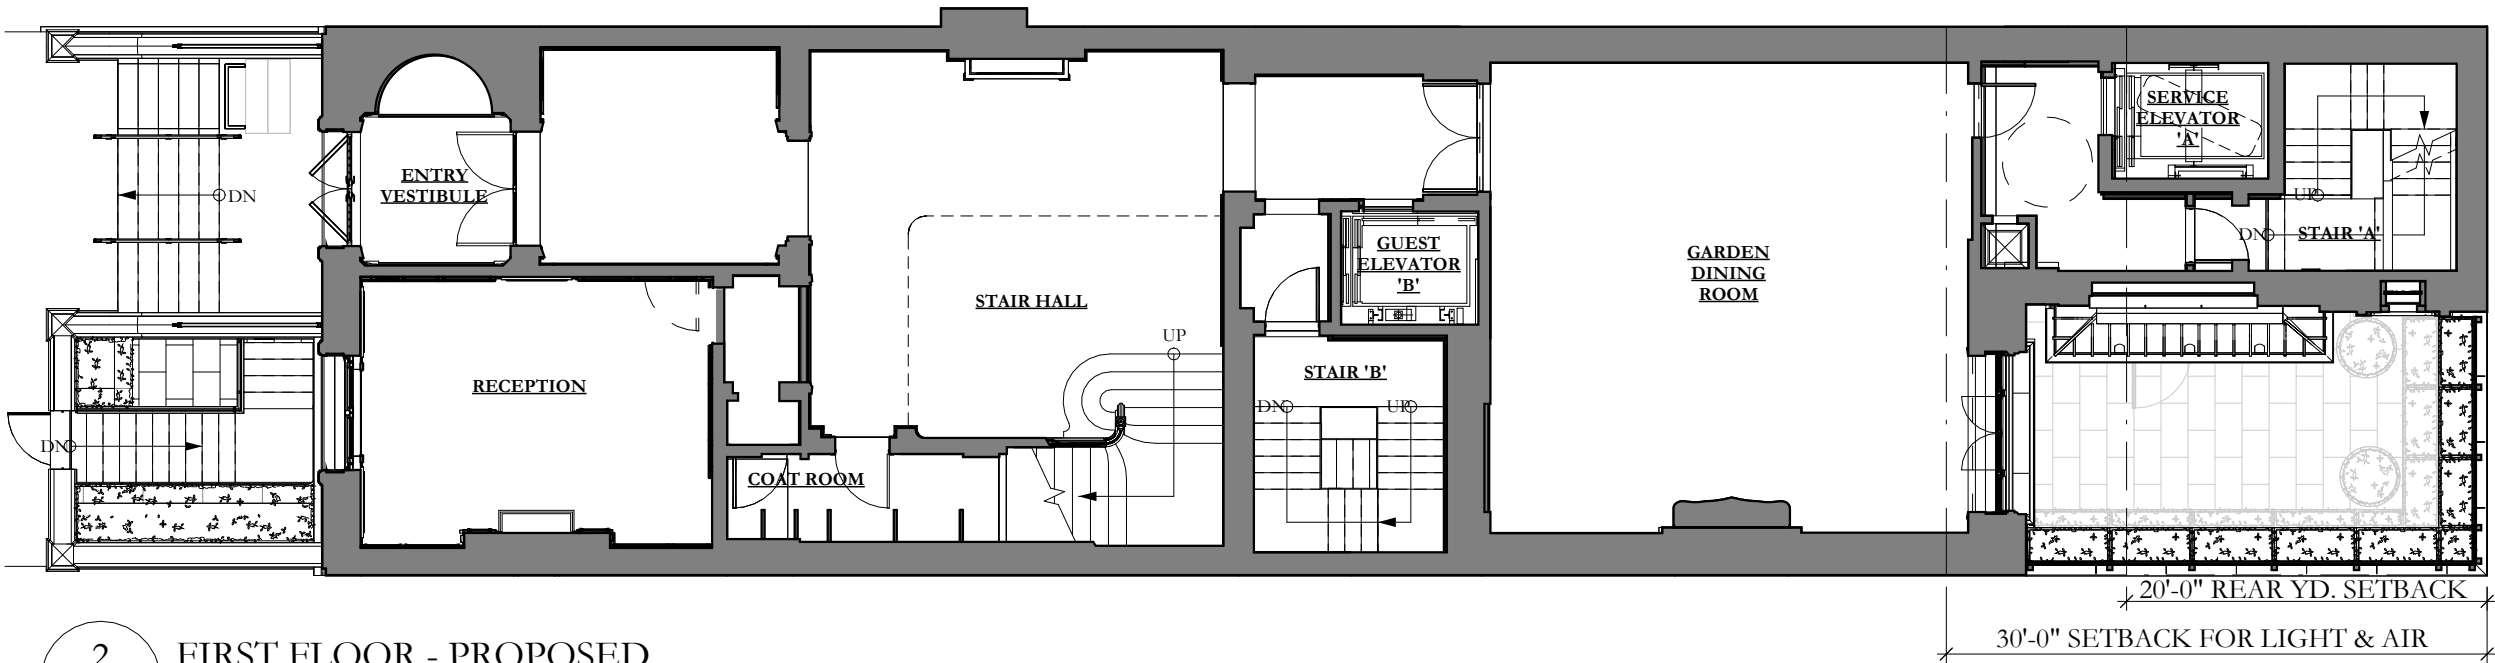 SERVICE
ELEVATOR
'A'
ENTRY
VESTIBULE
DN
UP
DN
STAIR 'A'
GUEST
ELEVATOR
'B'
GARDEN
DINING
ROOM
STAIR HALL
UP
RECEPTION
STAIR 'B'
DN
UP
DN
COAT ROOM
20'-0" REAR YD. SETBACK
30'-0" SETBACK FOR LIGHT & AIR
2
FIRST FLOOR - PROPOSED